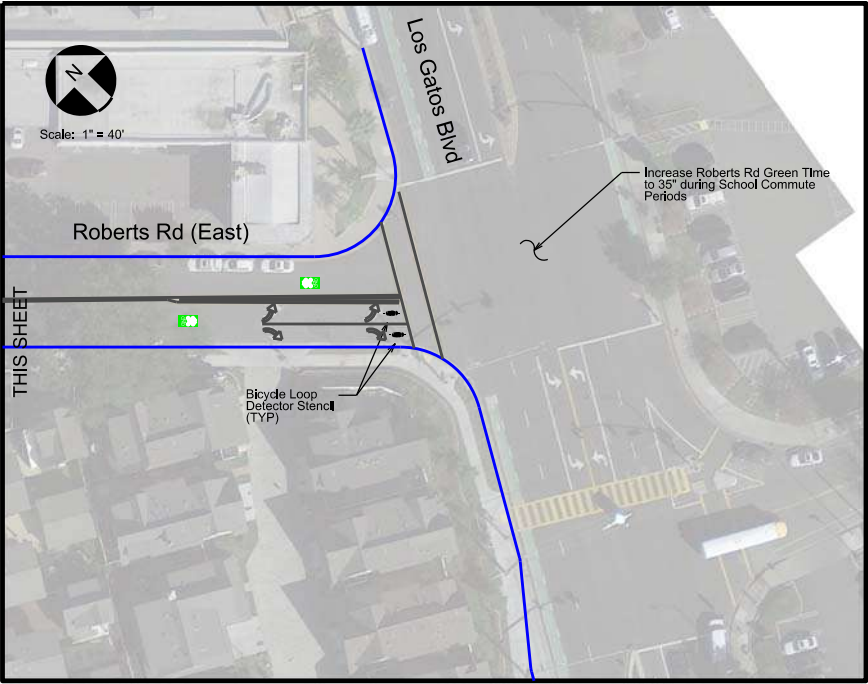 N
Scale: 1" = 40'
Los Gatos Blvd
Roberts Rd (East)
Increase Roberts Rd Green Time
to 35" during School Commute
Periods
THIS SHEET
Bicycle Loop
Detector Stencil
(TYP)